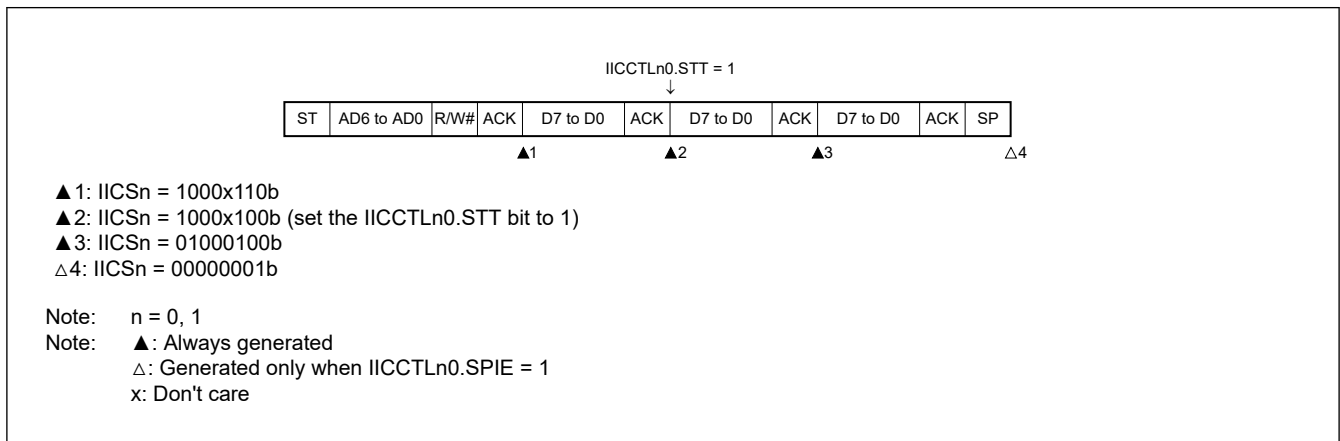 IICCTLn0.STT = 1
↓
ST AD6 to AD0 R/W# ACK D7 to D0 ACK D7 to D0 ACK D7 to D0 ACK SP
▲1 ▲2 ▲3 △4
▲1: IICSn = 1000x110b
▲2: IICSn = 1000x100b (set the IICCTLn0.STT bit to 1)
▲3: IICSn = 01000100b
△4: IICSn = 00000001b
Note: n = 0, 1
Note: ▲: Always generated
△: Generated only when IICCTLn0.SPIE = 1
x: Don't care